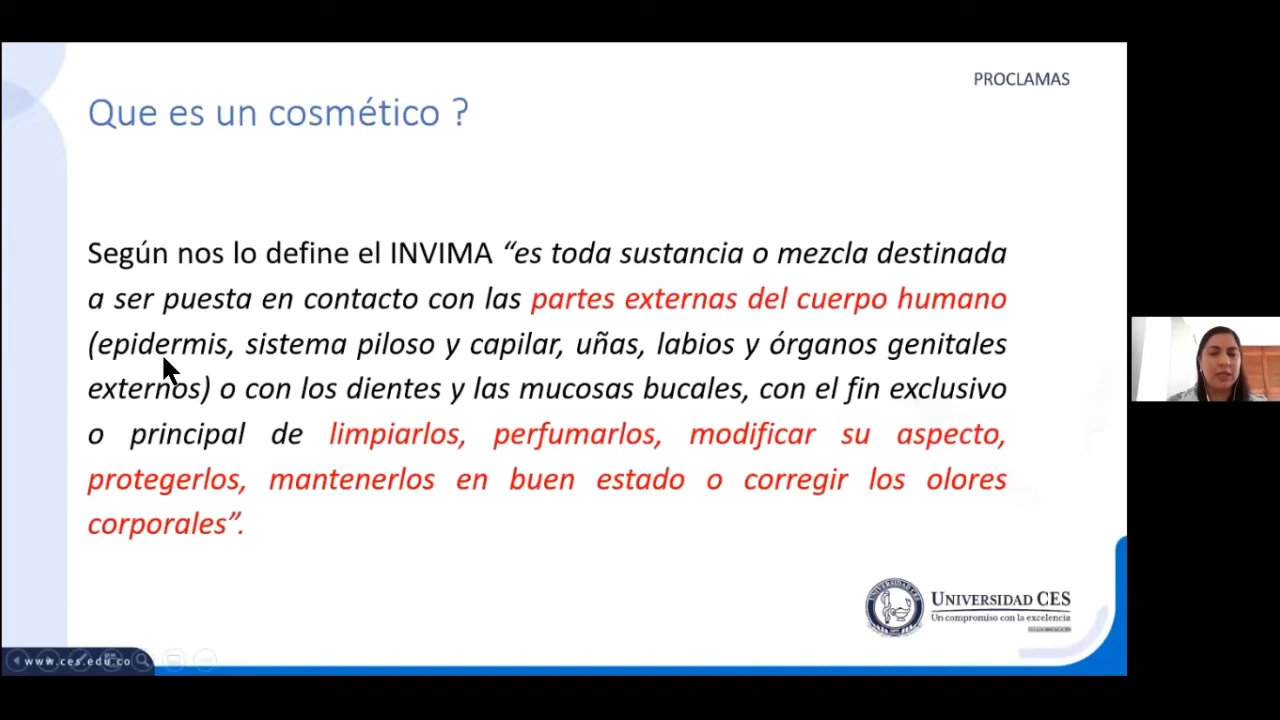 PROCLAMAS
Que es un cosmético ?
Según nos lo define el INVIMA “es toda sustancia o mezcla destinada
a ser puesta en contacto con las partes externas del cuerpo humano
(epidermis, sistema piloso y capilar, uñas, labios y órganos genitales
externos) o con los dientes y las mucosas bucales, con el fin exclusivo
o principal de limpiarlos, perfumarlos, modificar su aspecto,
protegerlos, mantenerlos en buen estado o corregir los olores
corporales”.
UNIVERSIDAD CES
Un compromiso con la excelencia
www.ces.edu.co